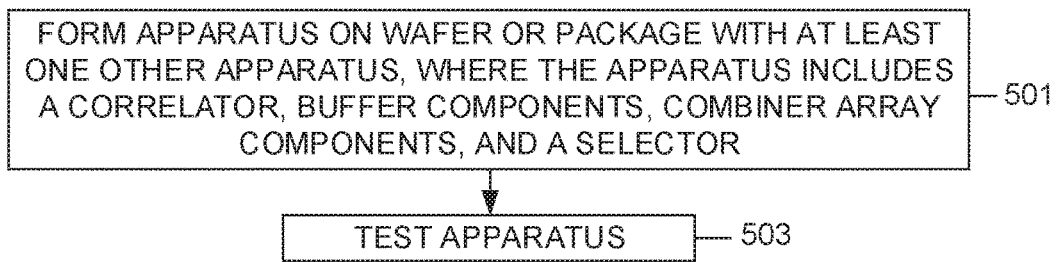 FORM APPARATUS ON WAFER OR PACKAGE WITH AT LEAST
ONE OTHER APPARATUS, WHERE THE APPARATUS INCLUDES
A CORRELATOR, BUFFER COMPONENTS, COMBINER ARRAY
COMPONENTS, AND A SELECTOR
501
TEST APPARATUS
503